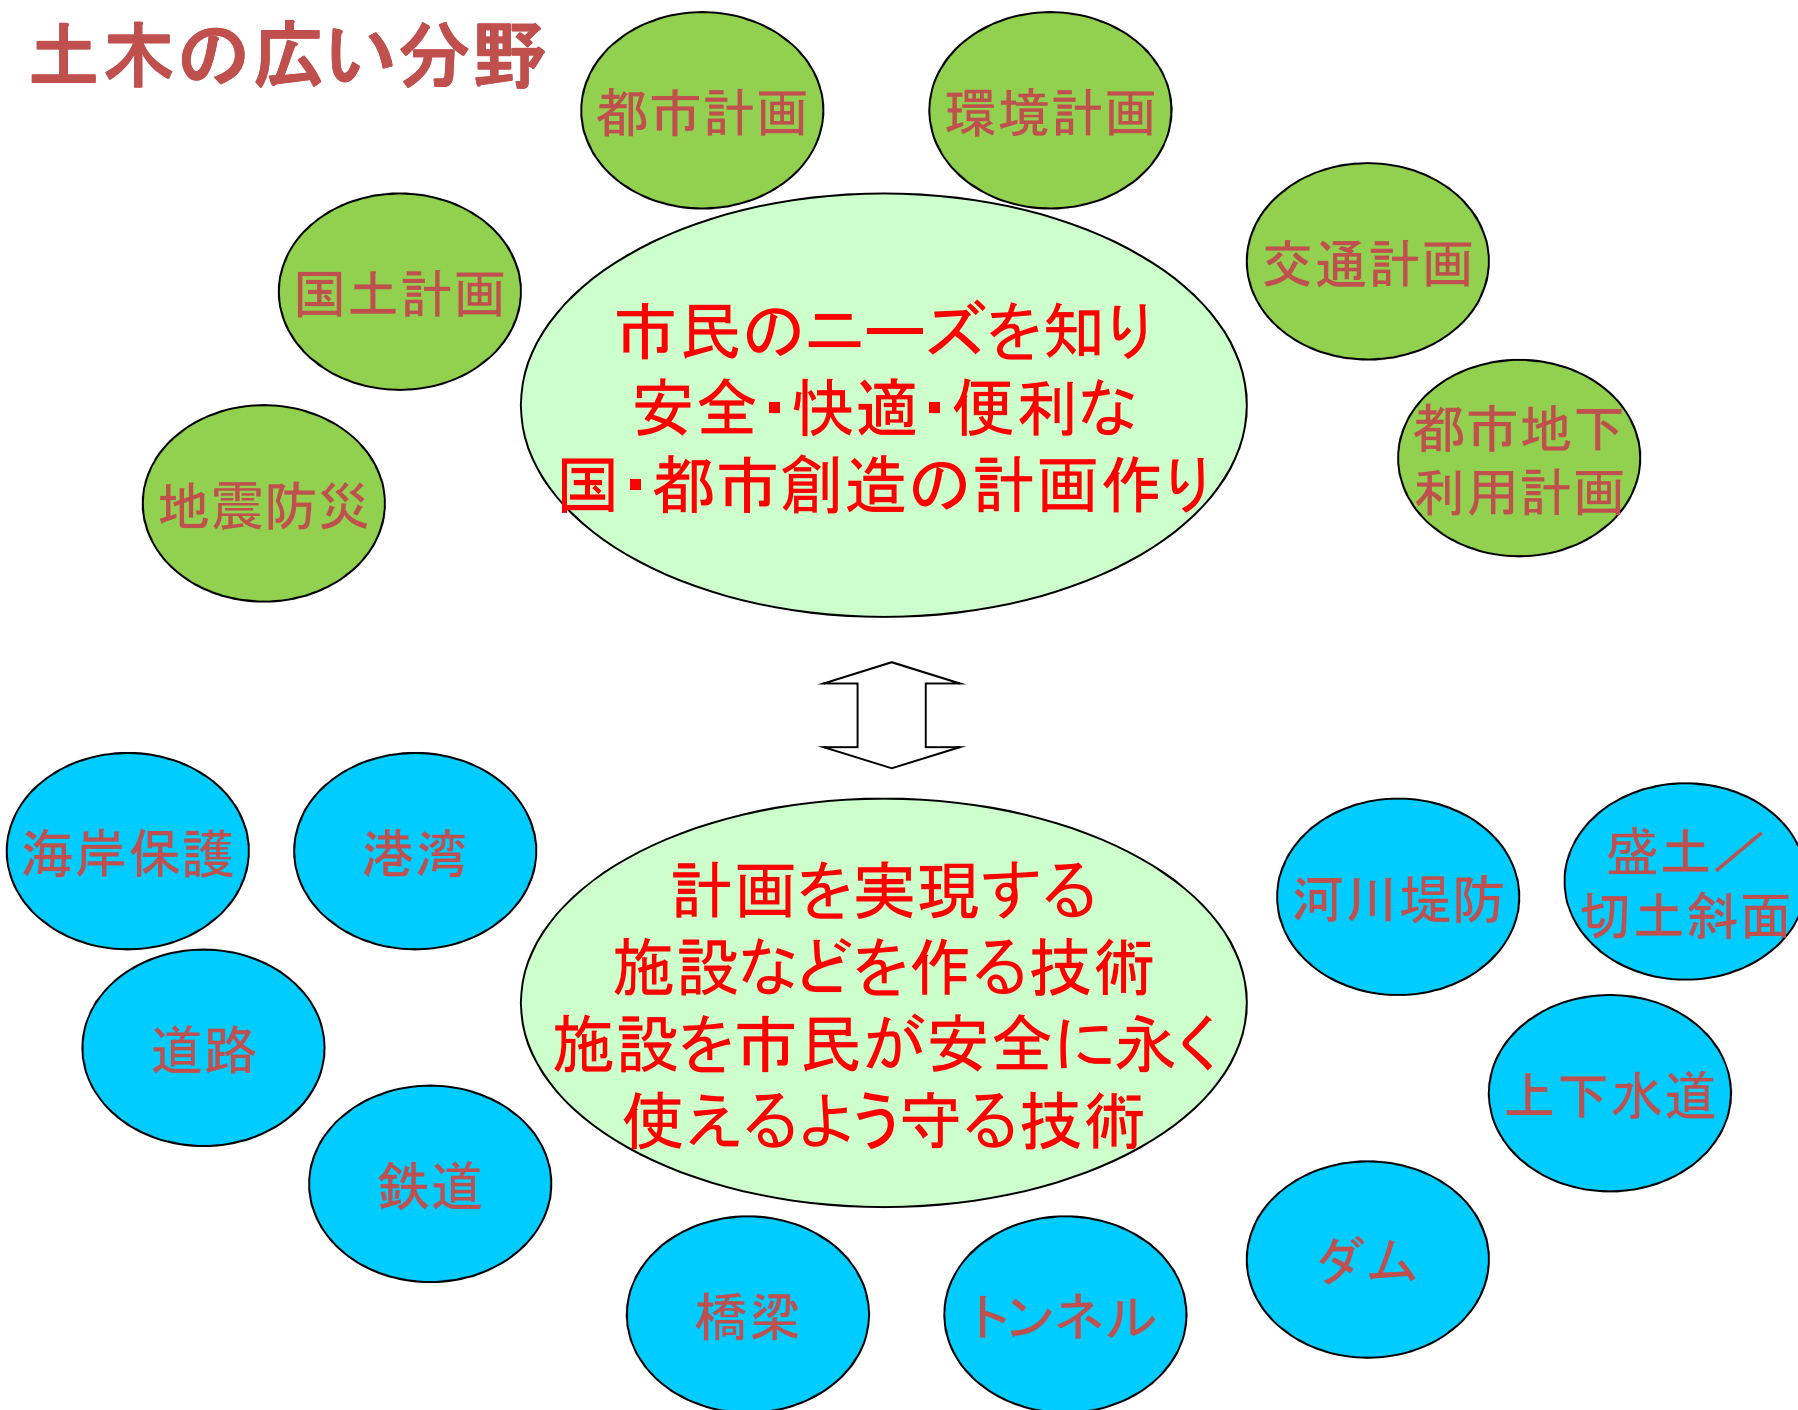 土木の広い分野
都市計画
環境計画
国土計画
交通計画
地震防災
都市地下
利用計画
市民のニーズを知り
安全・快適・便利な
国・都市創造の計画作り
海岸保護
港湾
河川堤防
盛土／
切土斜面
計画を実現する
施設などを作る技術
施設を市民が安全に永く
使えるよう守る技術
道路
上下水道
鉄道
ダム
橋梁
トンネル